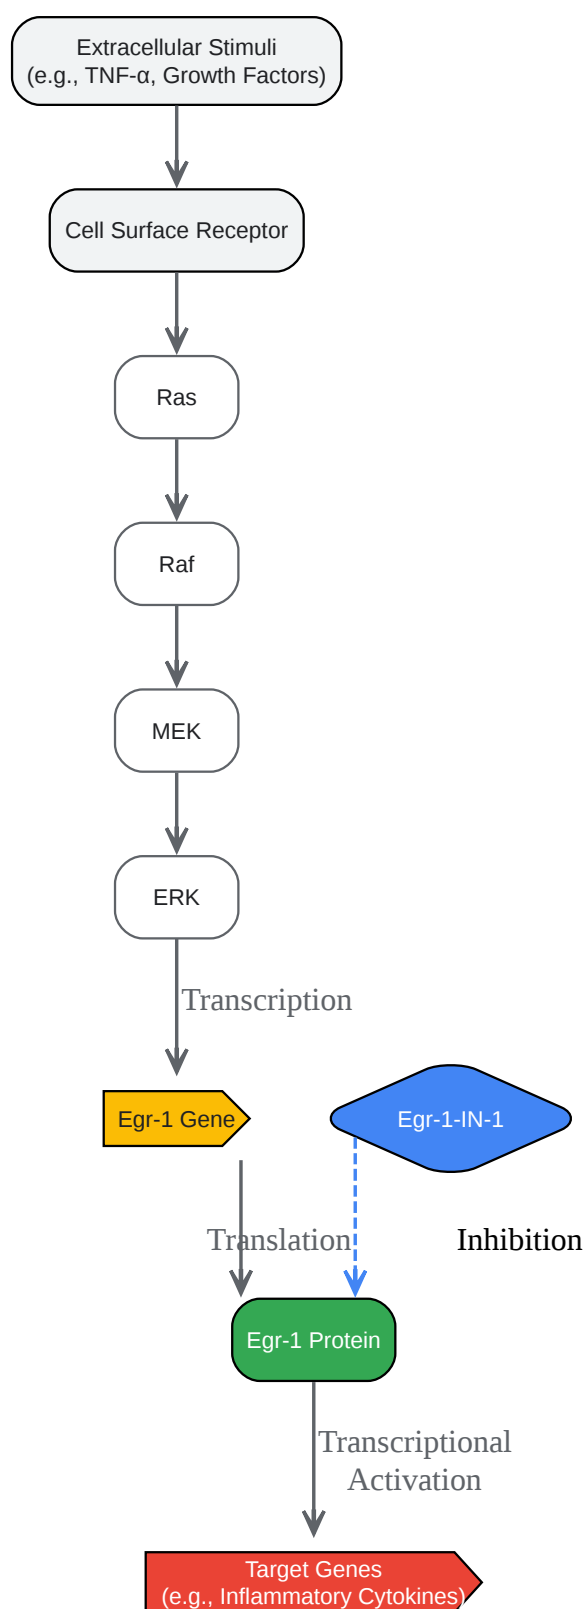 Extracellular Stimuli
(e.g., TNF-α, Growth Factors)
Cell Surface Receptor
Ras
Raf
MEK
ERK
Transcription
Egr-1 Gene
Egr-1-IN-1
Translation
Inhibition
Egr-1 Protein
Transcriptional
Activation
Target Genes
(e.g., Inflammatory Cytokines)